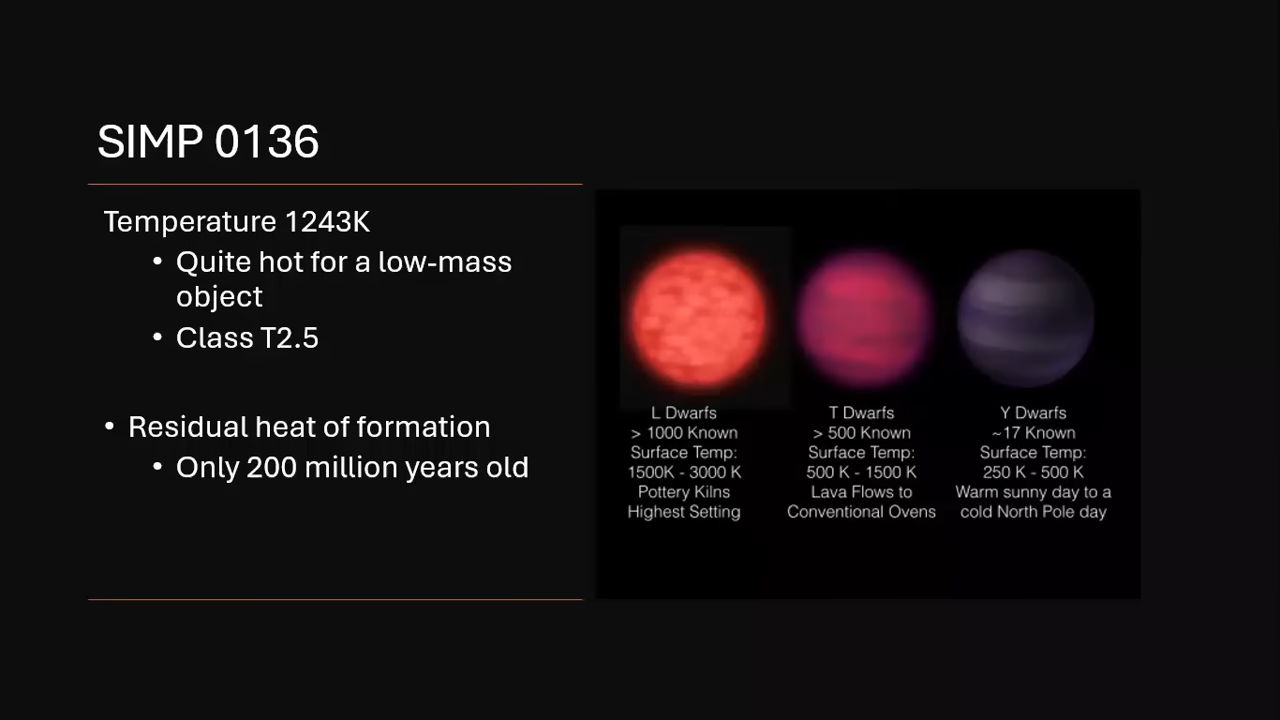 SIMP 0136
Temperature 1243K
• Quite hot for a low-mass
object
• Class T2.5
• Residual heat of formation
• Only 200 million years old
L Dwarfs
> 1000 Known
Surface Temp:
1500K - 3000 K
Pottery Kilns
Highest Setting
T Dwarfs
> 500 Known
Surface Temp:
500 K - 1500 K
Lava Flows to
Conventional Ovens
Y Dwarfs
~17 Known
Surface Temp:
250 K - 500 K
Warm sunny day to a
cold North Pole day